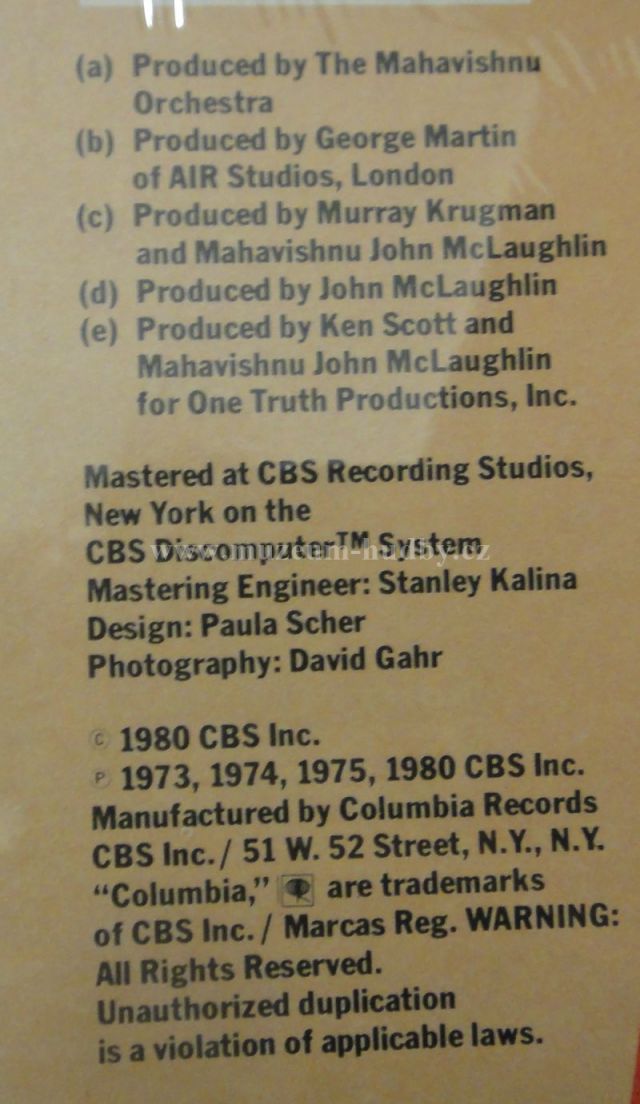 (a) Produced by The Mahavishnu
Orchestra
(b) Produced by George Martin
of AIR Studios, London
(c) Produced by Murray Krugman
and Mahavishnu John McLaughlin
(d) Produced by John McLaughlin
(e) Produced by Ken Scott and
Mahavishnu John McLaughlin
for One Truth Productions, Inc.
Mastered at CBS Recording Studios,
New York on the
CBS Discomputer™ System
www.muzeum-hudby.cz
Mastering Engineer: Stanley Kalina
Design: Paula Scher
Photography: David Gahr
© 1980 CBS Inc.
℗ 1973, 1974, 1975, 1980 CBS Inc.
Manufactured by Columbia Records
CBS Inc./ 51 W. 52 Street, N.Y., N.Y.
“Columbia,” are trademarks
of CBS Inc./ Marcas Reg. WARNING:
All Rights Reserved.
Unauthorized duplication
is a violation of applicable laws.